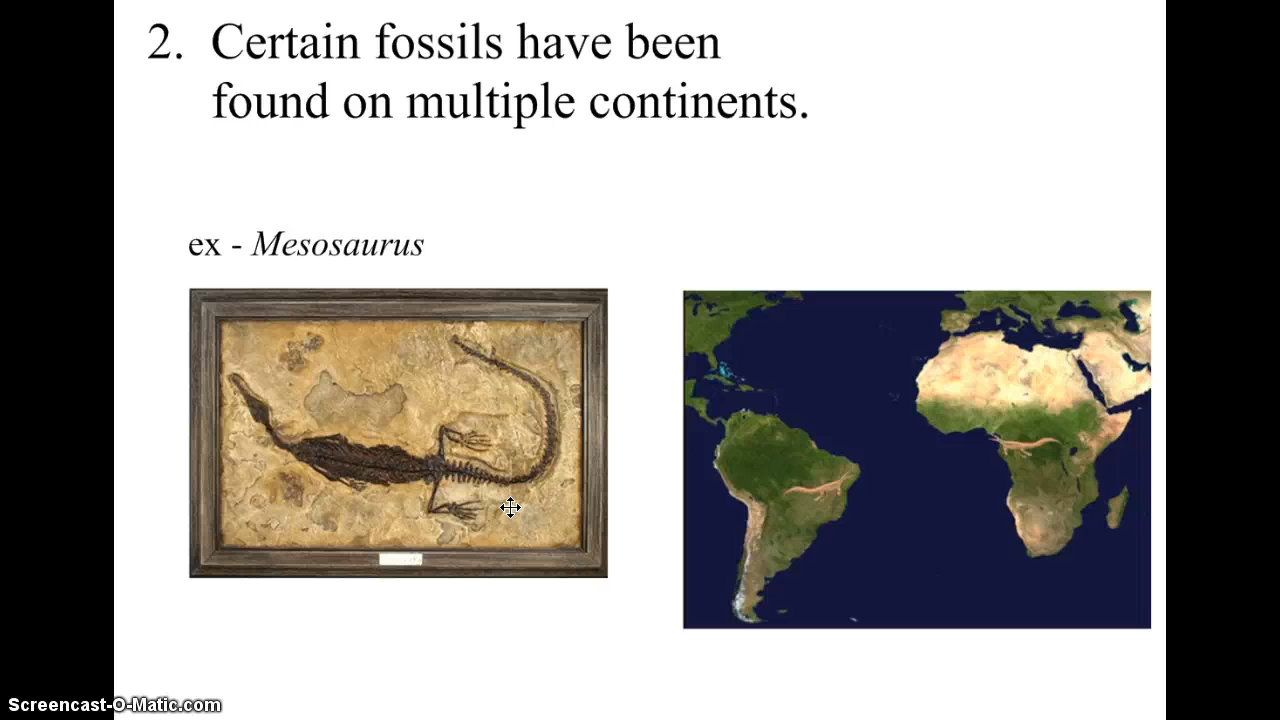 2. Certain fossils have been
found on multiple continents.
ex - Mesosaurus
Screencast-O-Matic.com